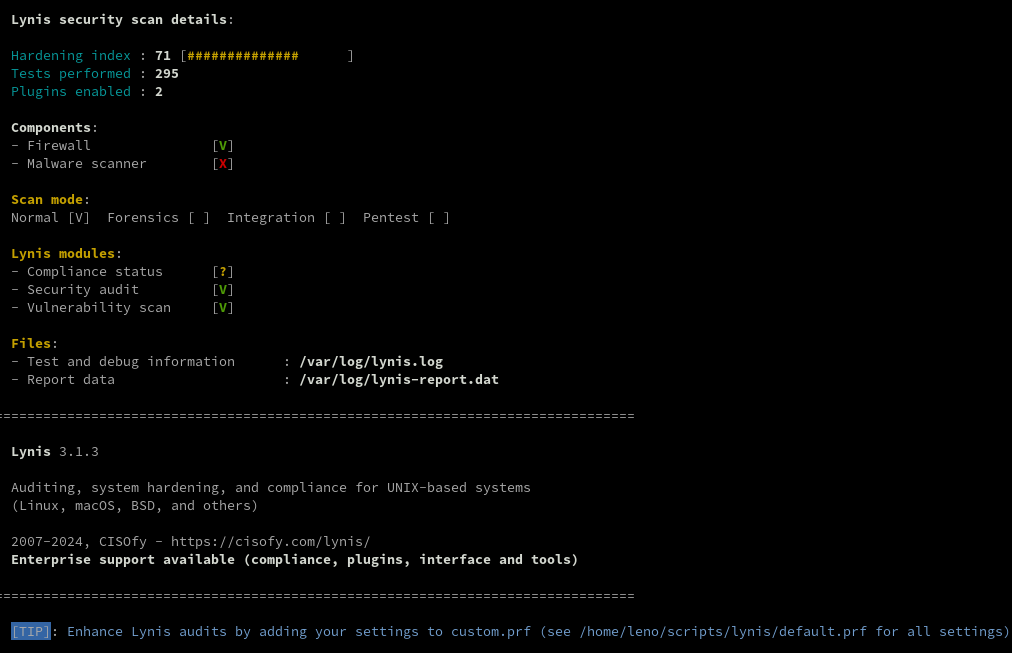 Lynis security scan details:
Hardening index : 71 [##############      ]
Tests performed : 295
Plugins enabled : 2
Components:
- Firewall               [V]
- Malware scanner        [X]
Scan mode:
Normal [V]  Forensics [ ]  Integration [ ]  Pentest [ ]
Lynis modules:
- Compliance status      [?]
- Security audit         [V]
- Vulnerability scan     [V]
Files:
- Test and debug information      : /var/log/lynis.log
- Report data                     : /var/log/lynis-report.dat
================================================================================
Lynis 3.1.3
Auditing, system hardening, and compliance for UNIX-based systems
(Linux, macOS, BSD, and others)
2007-2024, CISOfy - https://cisofy.com/lynis/
Enterprise support available (compliance, plugins, interface and tools)
================================================================================
[TIP]: Enhance Lynis audits by adding your settings to custom.prf (see /home/leno/scripts/lynis/default.prf for all settings)